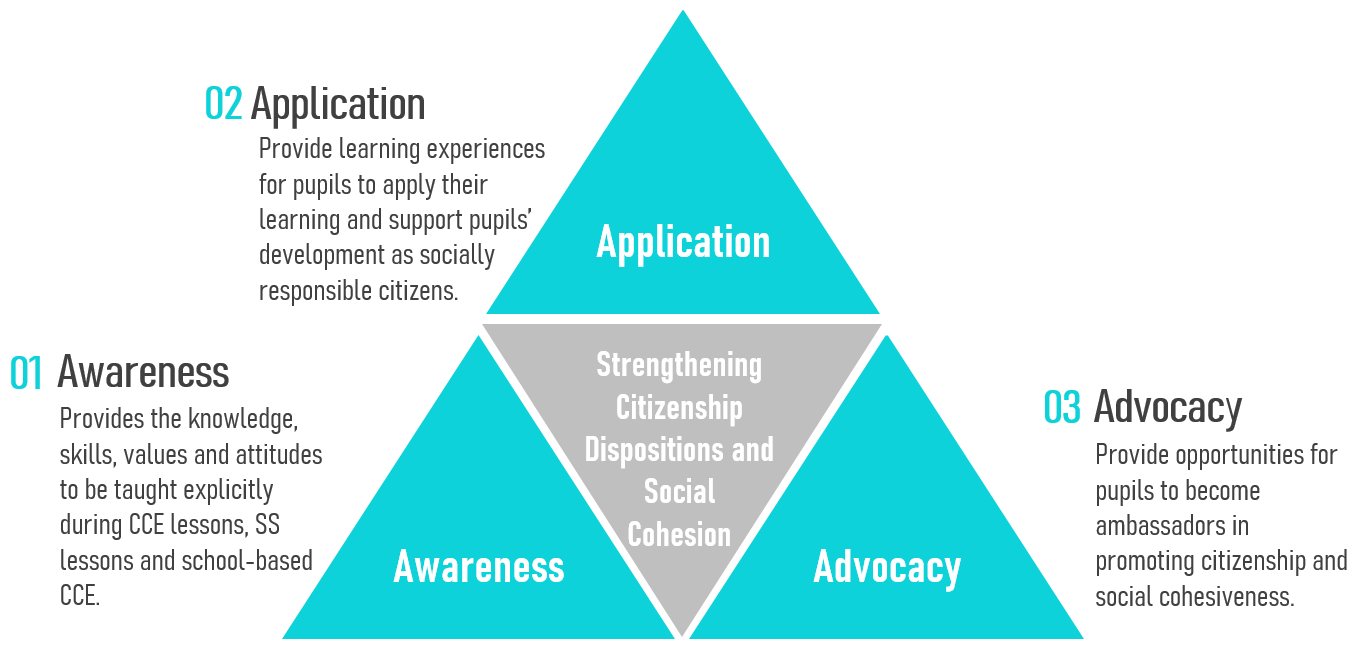 02 Application
Provide learning experiences
for pupils to apply their
learning and support pupils’
development as socially
responsible citizens.
Application
01 Awareness
Provides the knowledge,
skills, values and attitudes
to be taught explicitly
during CCE lessons, SS
lessons and school-based
CCE.
Strengthening
Citizenship
Dispositions and
Social
Cohesion
Awareness
Advocacy
03 Advocacy
Provide opportunities for
pupils to become
ambassadors in
promoting citizenship and
social cohesiveness.